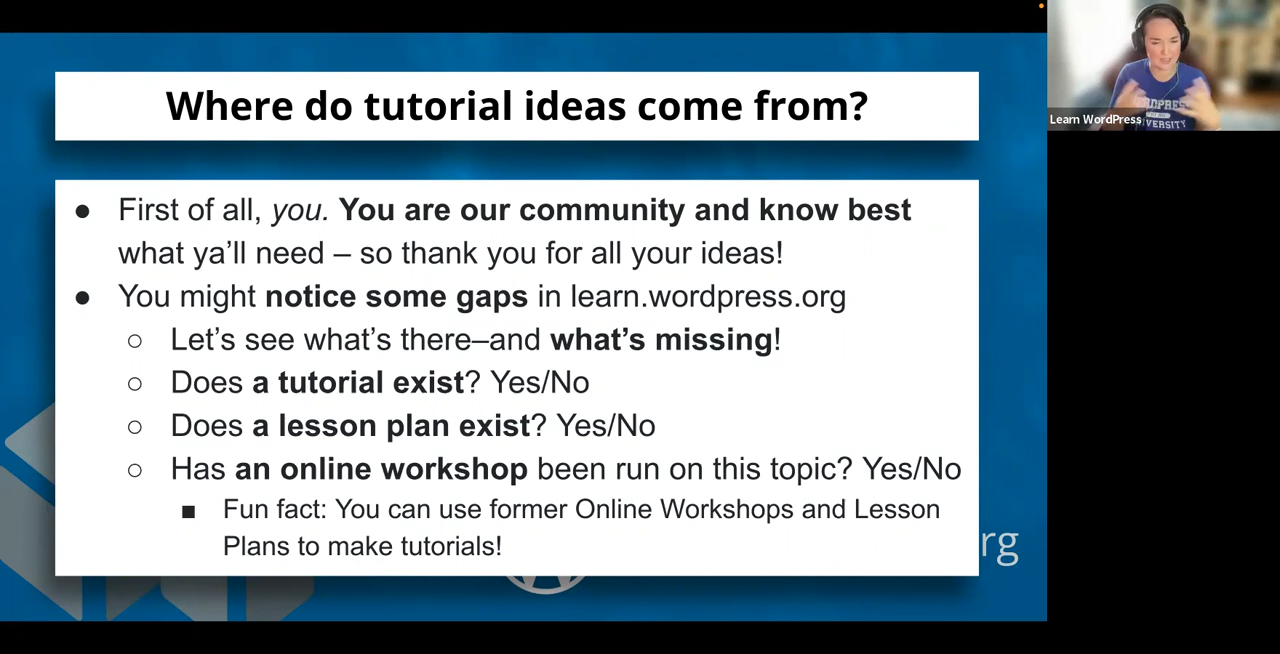 Where do tutorial ideas come from?
● First of all, you. You are our community and know best
what ya’ll need – so thank you for all your ideas!
● You might notice some gaps in learn.wordpress.org
○ Let’s see what’s there–and what’s missing!
○ Does a tutorial exist? Yes/No
○ Does a lesson plan exist? Yes/No
○ Has an online workshop been run on this topic? Yes/No
■ Fun fact: You can use former Online Workshops and Lesson
Plans to make tutorials!
rg
Learn WordPress